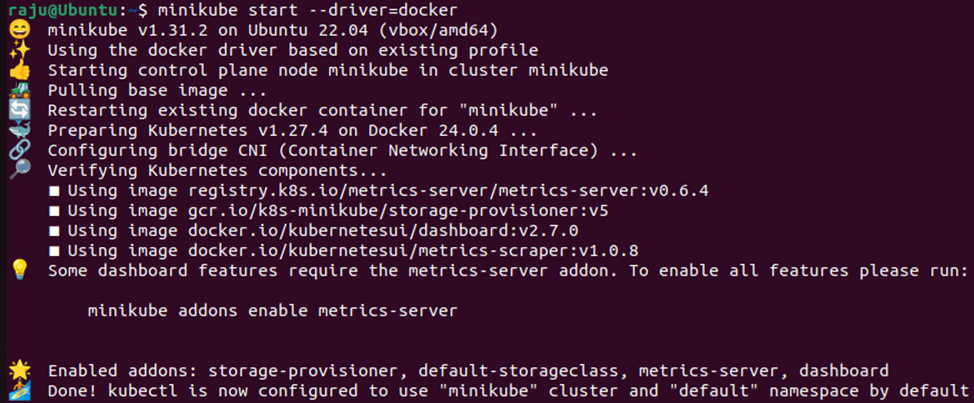 raju@Ubuntu:~$ minikube start --driver=docker
😄 minikube v1.31.2 on Ubuntu 22.04 (vbox/amd64)
✨ Using the docker driver based on existing profile
👍 Starting control plane node minikube in cluster minikube
🚜 Pulling base image ...
🔄 Restarting existing docker container for "minikube" ...
🐳 Preparing Kubernetes v1.27.4 on Docker 24.0.4 ...
🔗 Configuring bridge CNI (Container Networking Interface) ...
🔎 Verifying Kubernetes components...
▪ Using image registry.k8s.io/metrics-server/metrics-server:v0.6.4
▪ Using image gcr.io/k8s-minikube/storage-provisioner:v5
▪ Using image docker.io/kubernetesui/dashboard:v2.7.0
▪ Using image docker.io/kubernetesui/metrics-scraper:v1.0.8
💡 Some dashboard features require the metrics-server addon. To enable all features please run:
minikube addons enable metrics-server
🌟 Enabled addons: storage-provisioner, default-storageclass, metrics-server, dashboard
🏄 Done! kubectl is now configured to use "minikube" cluster and "default" namespace by default